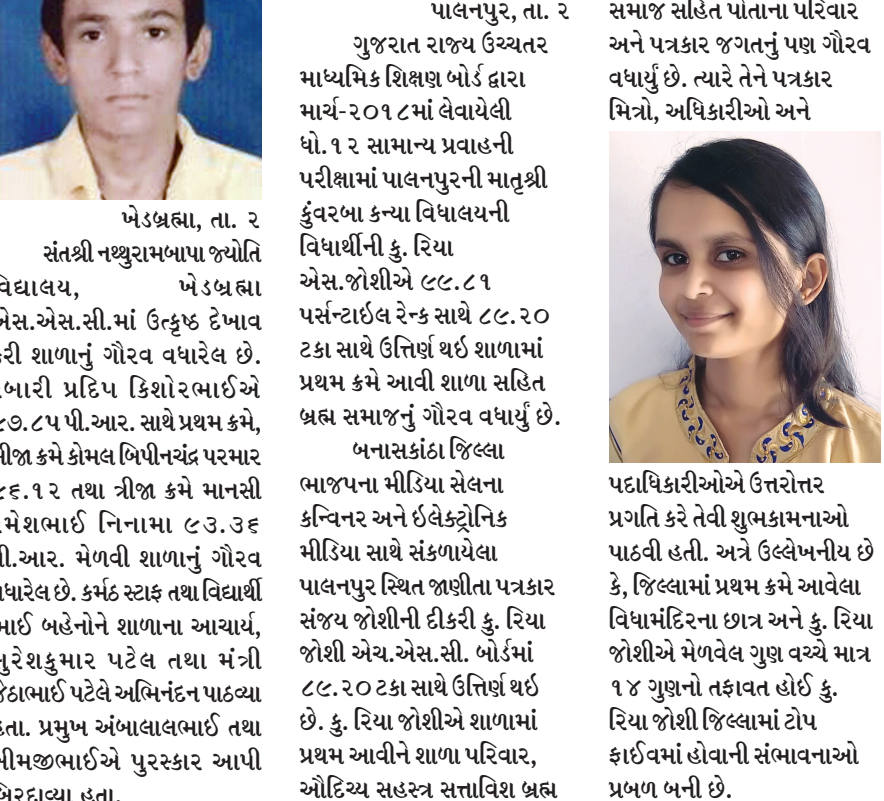 ખેડબ્રહ્મા, તા. ૨
સંતશ્રી નથ્થુરામબાપા જ્યોતિ
વિદ્યાલય, ખેડબ્રહ્મા
એસ.એસ.સી.માં ઉત્કૃષ્ઠ દેખાવ
કરી શાળાનું ગૌરવ વધારેલ છે.
રબારી પ્રદિપ કિશોરભાઈએ
૯૭.૮૫ પી.આર. સાથે પ્રથમ ક્રમે,
બીજા ક્રમે કોમલ બિપીનચંદ્ર પરમાર
૯૬.૧૨ તથા ત્રીજા ક્રમે માનસી
નિનામા ૯૩.૩૬
પી.આર. મેળવી શાળાનું ગૌરવ
વધારેલ છે. કર્મઠ સ્ટાફ તથા વિદ્યાર્થી
ભાઈ બહેનોને શાળાના આચાર્ય,
સુરેશકુમાર પટેલ તથા મંત્રી
જેઠાભાઈ પટેલે અભિનંદન પાઠવ્યા
હતા. પ્રમુખ અંબાલાલભાઈ તથા
ભીમજીભાઈએ પુરસ્કાર આપી
બિરદાવ્યા હતા.
પાલનપુર, તા. ૨
ગુજરાત રાજ્ય ઉચ્ચતર
માધ્યમિક શિક્ષણ બોર્ડ દ્વારા
માર્ચ-૨૦૧૮માં લેવાયેલી
ધો.૧૨ સામાન્ય પ્રવાહની
પરીક્ષામાં પાલનપુરની માતૃશ્રી
કુંવરબા કન્યા વિધાલયની
વિધાર્થીની કુ. રિયા
એસ.જોશીએ ૯૯.૮૧
પર્સન્ટાઇલ રેન્ક સાથે ૮૯.૨૦
ટકા સાથે ઉત્તિર્ણ થઇ શાળામાં
પ્રથમ ક્રમે આવી શાળા સહિત
બ્રહ્મ સમાજનું ગૌરવ વધાર્યું છે.
બનાસકાંઠા જિલ્લા
ભાજપના મીડિયા સેલના
કન્વિનર અને ઇલેક્ટ્રોનિક
મીડિયા સાથે સંકળાયેલા
પાલનપુર સ્થિત જાણીતા પત્રકાર
સંજય જોશીની દીકરી કુ. રિયા
જોશી એચ.એસ.સી. બોર્ડમાં
૮૯.૨૦ ટકા સાથે ઉત્તિર્ણ થઇ
છે. કુ. રિયા જોશીએ શાળામાં
પ્રથમ આવીને શાળા પરિવાર,
ઔદિચ્ય સહસ્ત્ર સત્તાવિશ બ્રહ્મ
સમાજ સહિત પોતાના પરિવાર
અને પત્રકાર જગતનું પણ ગૌરવ
વધાર્યું છે. ત્યારે તેને પત્રકાર
મિત્રો, અધિકારીઓ અને
પદાધિકારીઓએ ઉત્તરોત્તર
પ્રગતિ કરે તેવી શુભકામનાઓ
પાઠવી હતી. અત્રે ઉલ્લેખનીય છે
કે, જિલ્લામાં પ્રથમ ક્રમે આવેલા
વિધામંદિરના છાત્ર અને કુ. રિયા
જોશીએ મેળવેલ ગુણ વચ્ચે માત્ર
૧૪ ગુણનો તફાવત હોઈ કુ.
રિયા જોશી જિલ્લામાં ટોપ
ફાઈવમાં હોવાની સંભાવનાઓ
પ્રબળ બની છે.